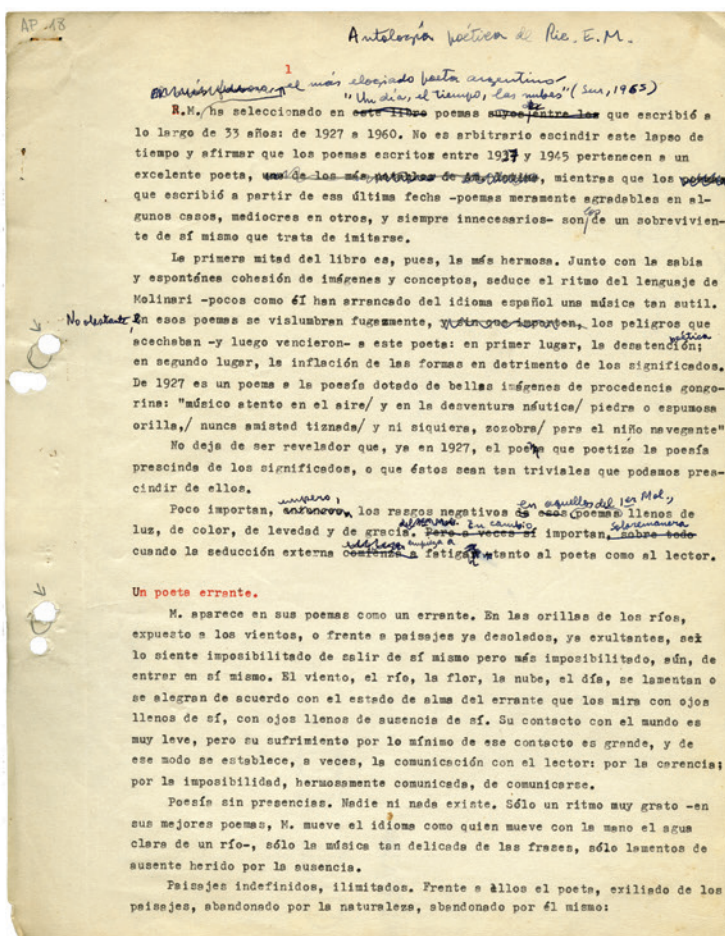 AP-18
Antología poética de Ric. E. M.
1
el más elogiado poeta argentino
"Un día, el tiempo, las nubes" (Sur, 1965)
R.M. ha seleccionado en este libro poemas suyos entre los que escribió a
lo largo de 33 años: de 1927 a 1960. No es arbitrario escindir este lapso de
tiempo y afirmar que los poemas escritos entre 1937 y 1945 pertenecen a un
excelente poeta, mientras que los
que escribió a partir de esa última fecha -poemas meramente agradables en al-
gunos casos, mediocres en otros, y siempre innecesarios- son los de un sobrevivien-
te de sí mismo que trata de imitarse.
La primera mitad del libro es, pues, la más hermosa. Junto con la sabia
y espontánea cohesión de imágenes y conceptos, seduce el ritmo del lenguaje de
Molinari -pocos como él han arrancado del idioma español una música tan sutil.
No obstante, en esos poemas se vislumbran fugazmente, y sin que importen, los peligros que
acechaban -y luego vencieron- a este poeta: en primer lugar, la desatención poética;
en segundo lugar, la inflación de las formas en detrimento de los significados.
De 1927 es un poema a la poesía dotado de bellas imágenes de procedencia gongo-
rina: "músico atento en el aire/ y en la desventura náutica/ piedra o espumosa
orilla,/ nunca amistad tiznada/ y ni siquiera, zozobra/ para el niño navegante"
No deja de ser revelador que, ya en 1927, el poema que poetiza la poesía
prescinda de los significados, o que éstos sean tan triviales que podamos pres-
cindir de ellos.
empero, en aquellos del 1er Mol.,
Poco importan, entonces, los rasgos negativos de esos poemas llenos de
En cambio sobremanera
luz, de color, de levedad y de gracia. Pero a veces sí importan, sobre todo
empieza a
cuando la seducción externa comienza a fatigar tanto al poeta como al lector.
Un poeta errante.
M. aparece en sus poemas como un errante. En las orillas de los ríos,
expuesto a los vientos, o frente a paisajes ya desolados, ya exultantes, se
lo siente imposibilitado de salir de sí mismo pero más imposibilitado, aún, de
entrar en sí mismo. El viento, el río, la flor, la nube, el día, se lamentan o
se alegran de acuerdo con el estado de alma del errante que los mira con ojos
llenos de sí, con ojos llenos de ausencia de sí. Su contacto con el mundo es
muy leve, pero su sufrimiento por lo mínimo de ese contacto es grande, y de
ese modo se establece, a veces, la comunicación con el lector: por la carencia;
por la imposibilidad, hermosamente comunicada, de comunicarse.
Poesía sin presencias. Nadie ni nada existe. Sólo un ritmo muy grato -en
sus mejores poemas, M. mueve el idioma como quien mueve con la mano el agua
clara de un río-, sólo la música tan delicada de las frases, sólo lamentos de
ausente herido por la ausencia.
Paisajes indefinidos, ilimitados. Frente a ellos el poeta, exiliado de los
paisajes, abandonado por la naturaleza, abandonado por él mismo: